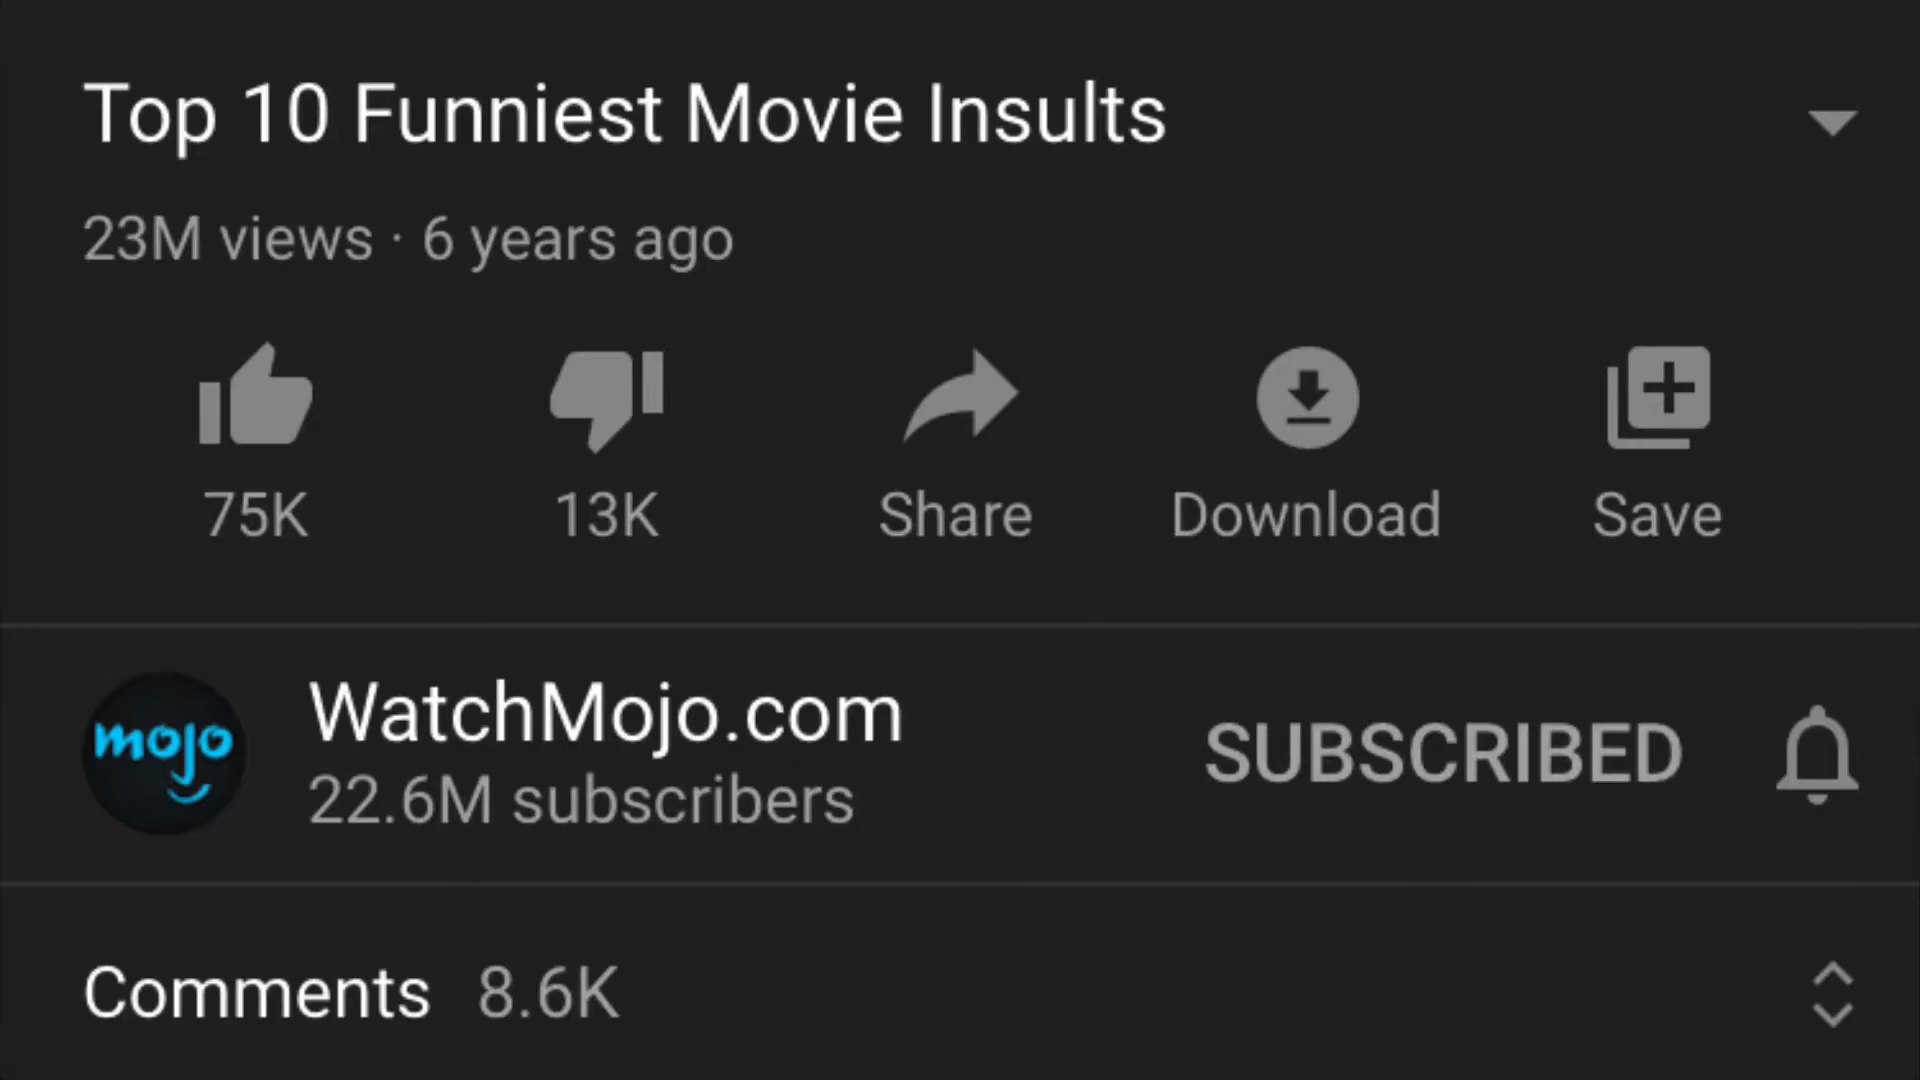 Top 10 Funniest Movie Insults
23M views · 6 years ago
75K 13K Share Download Save
mojo
WatchMojo.com
22.6M subscribers
SUBSCRIBED
Comments 8.6K